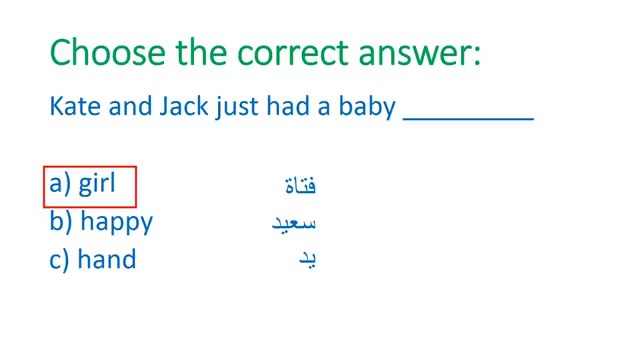 Choose the correct answer:
Kate and Jack just had a baby _________
a) girl فتاة
b) happy سعيد
c) hand يد